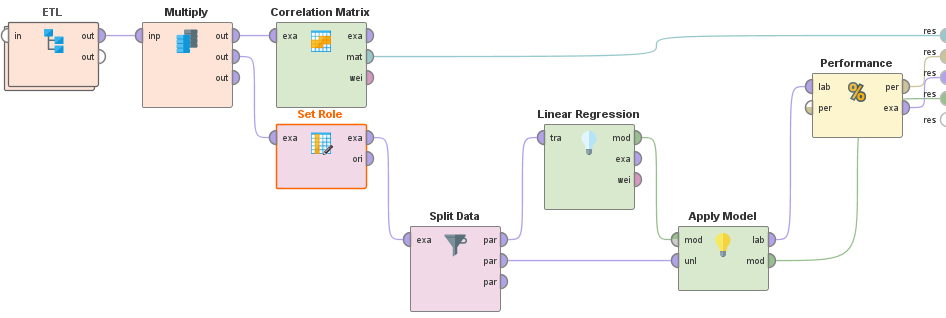 ETL
in
out
out
Multiply
inp
out
out
out
Correlation Matrix
exa
exa
mat
wei
Set Role
exa
exa
ori
Split Data
exa
par
par
par
Linear Regression
tra
mod
exa
wei
Apply Model
mod
lab
unl
mod
Performance
lab
per
per
exa
%
res
res
res
res
res